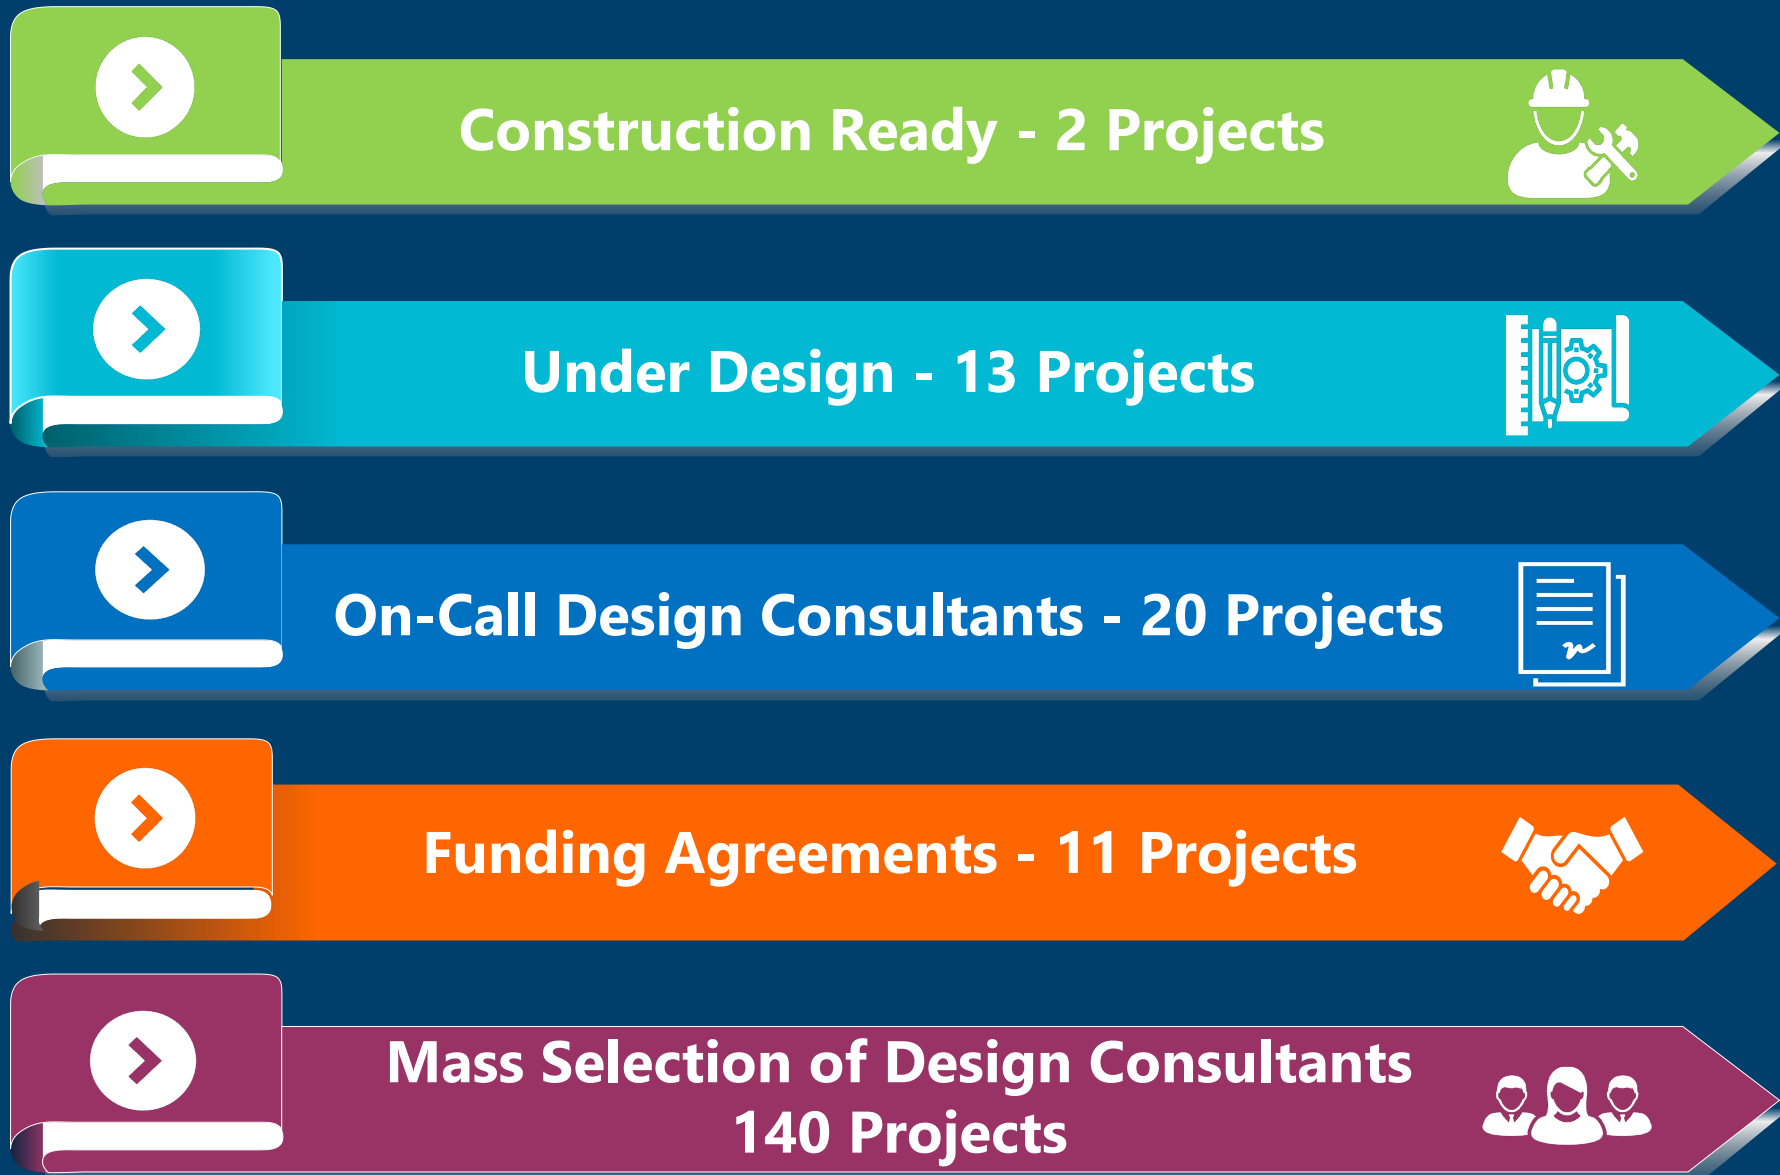 Construction Ready - 2 Projects
Under Design - 13 Projects
On-Call Design Consultants - 20 Projects
Funding Agreements - 11 Projects
Mass Selection of Design Consultants
140 Projects